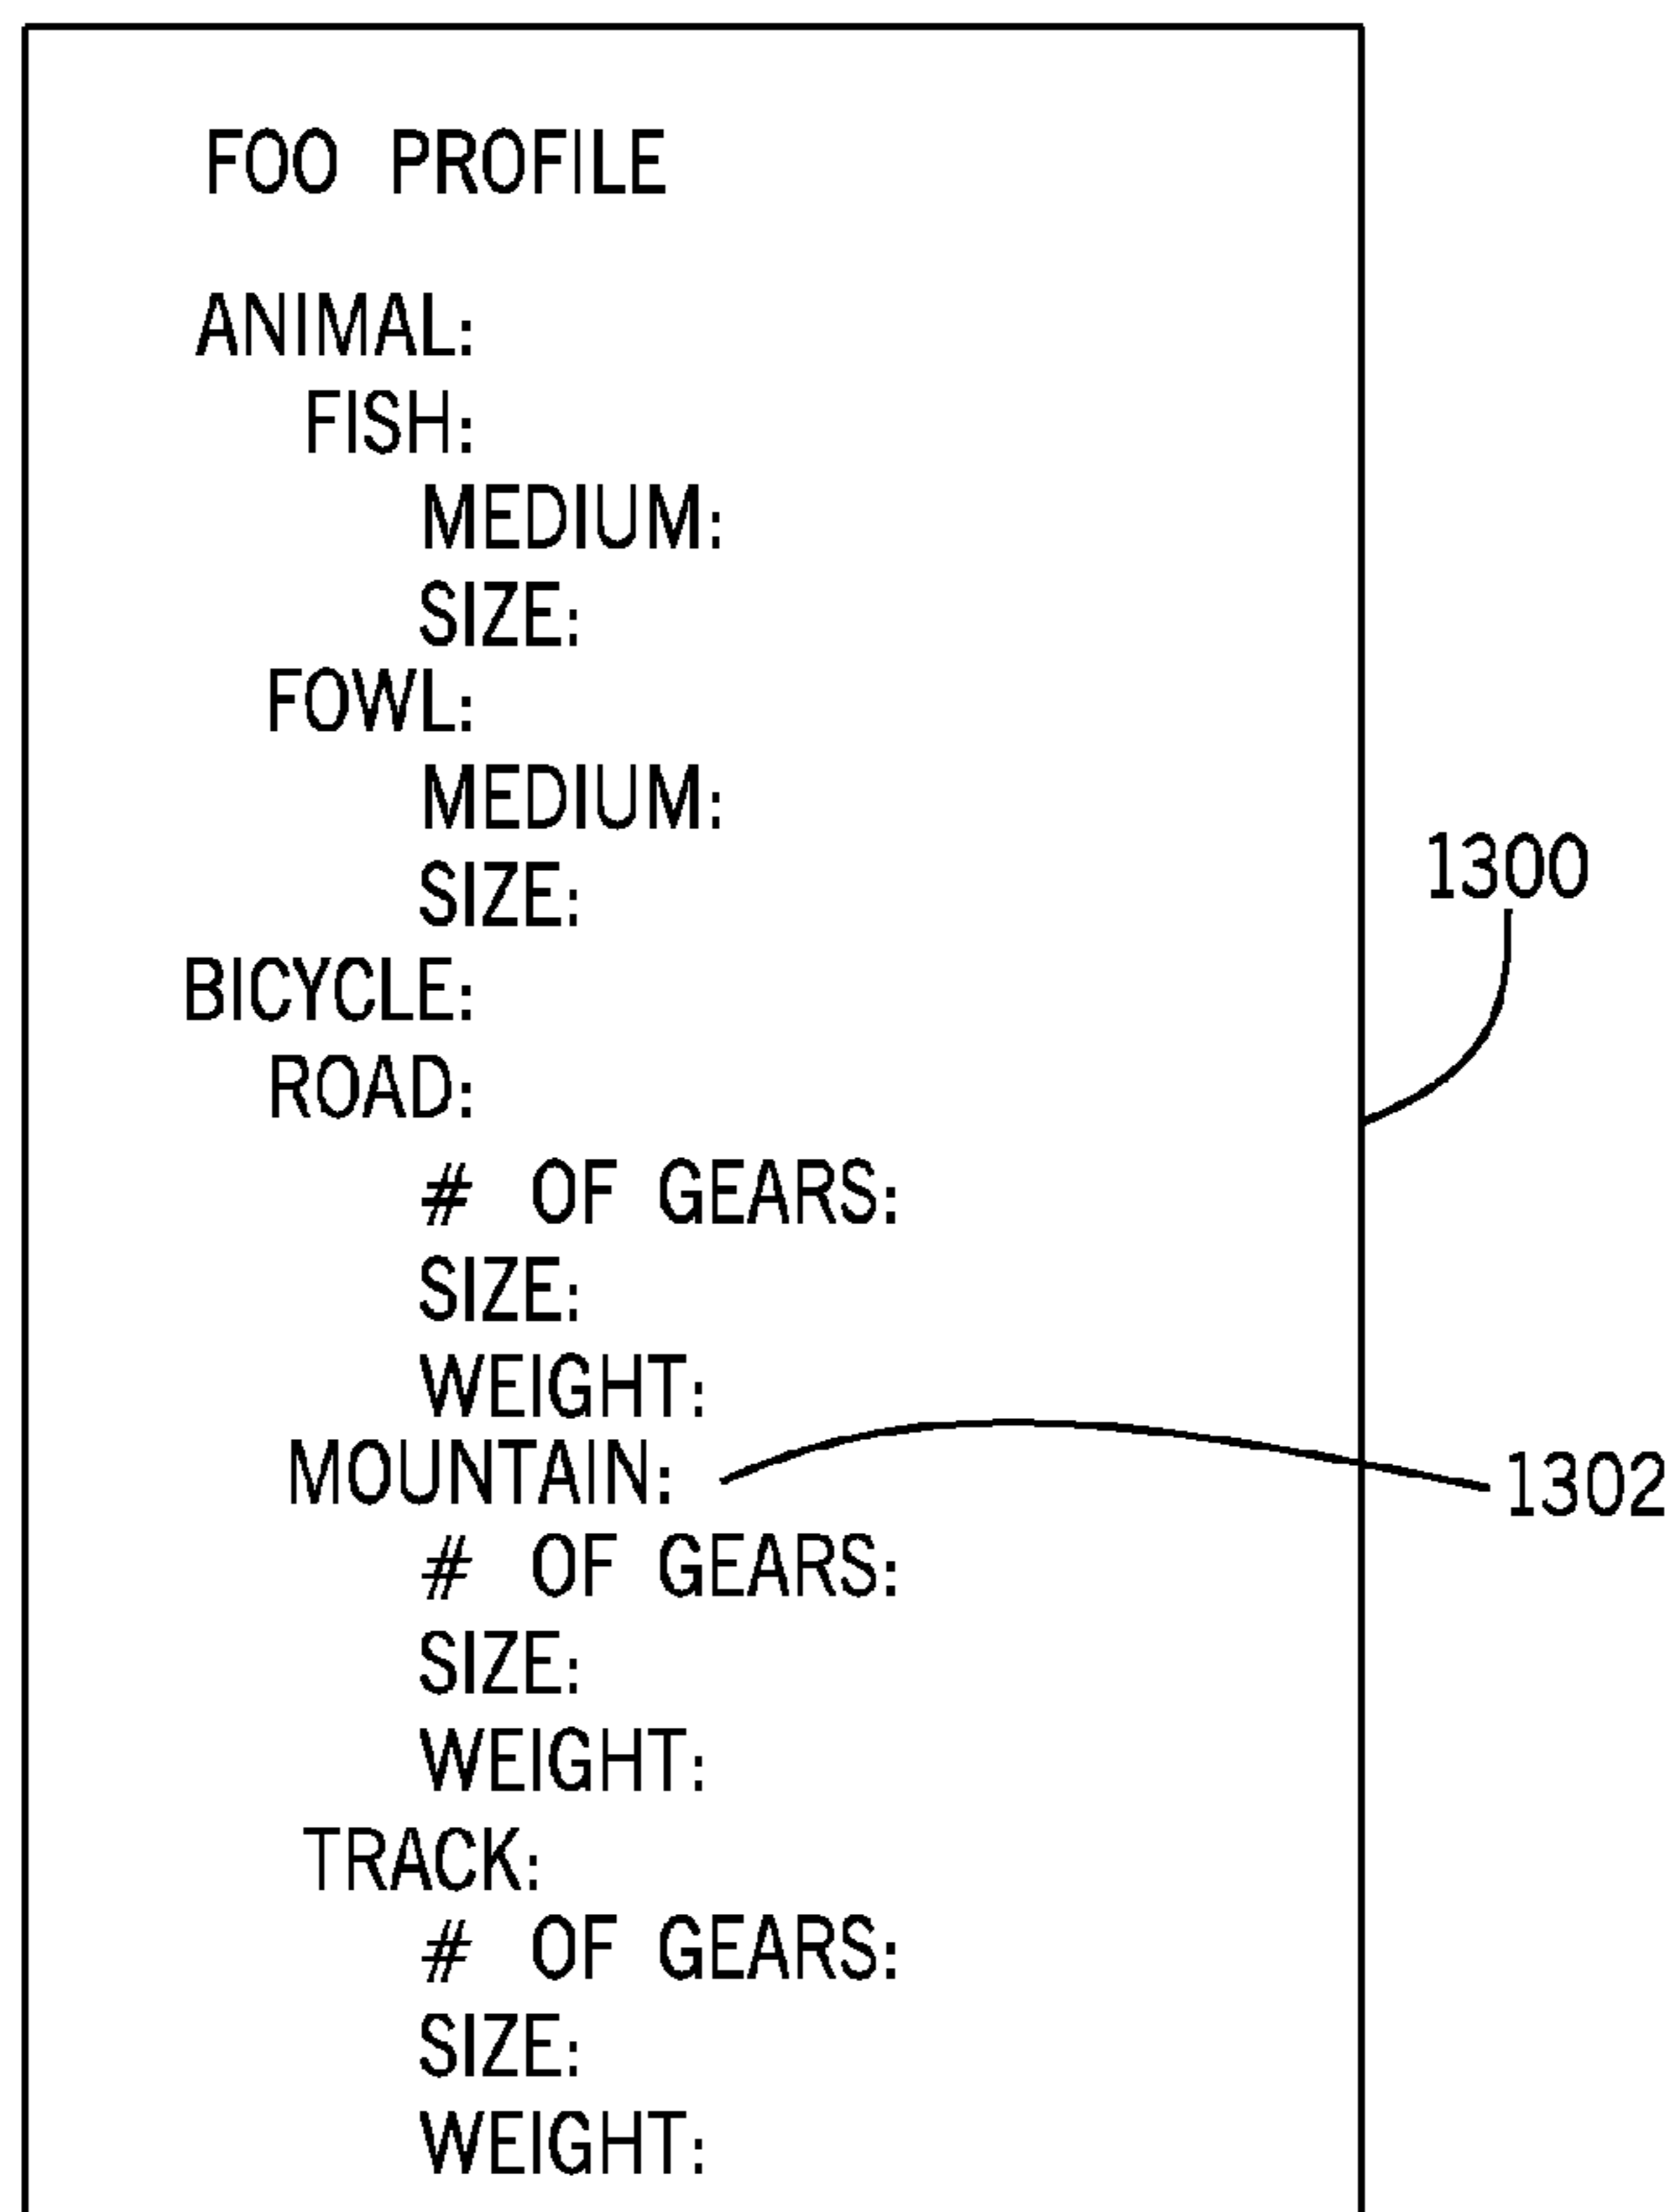 FOO PROFILE
ANIMAL:
FISH:
MEDIUM:
SIZE:
FOWL:
MEDIUM:
SIZE:
1300
BICYCLE:
ROAD:
# OF GEARS:
SIZE:
WEIGHT:
MOUNTAIN:
1302
# OF GEARS:
SIZE:
WEIGHT:
TRACK:
# OF GEARS:
SIZE:
WEIGHT: